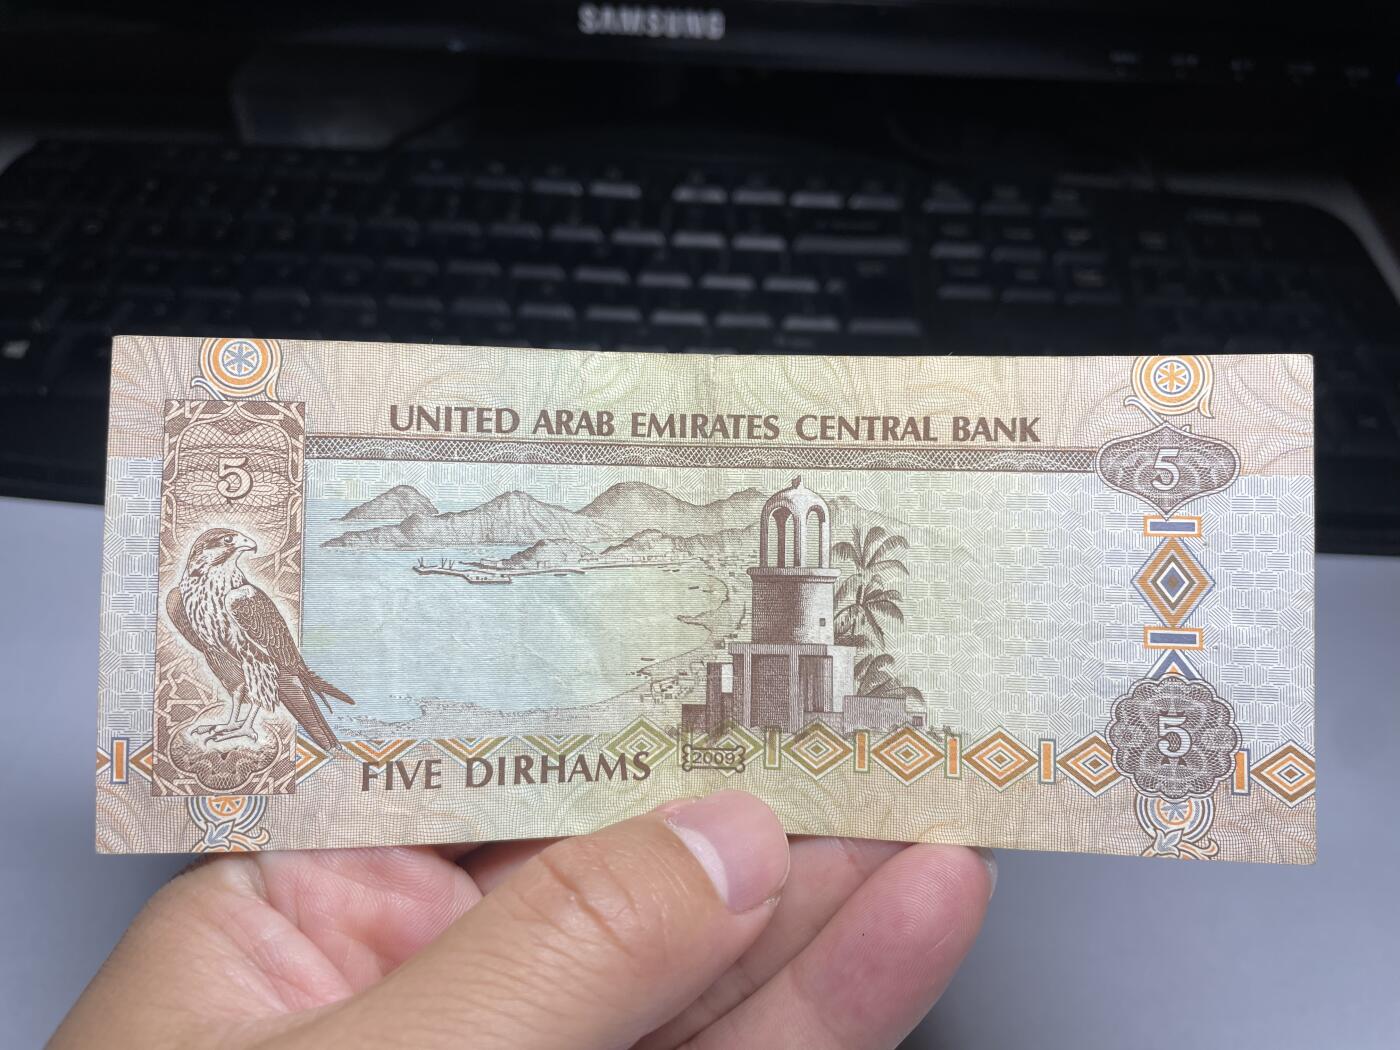 SAMSUNG
UNITED ARAB EMIRATES CENTRAL BANK
5
5
5
FIVE DIRHAMS
2009